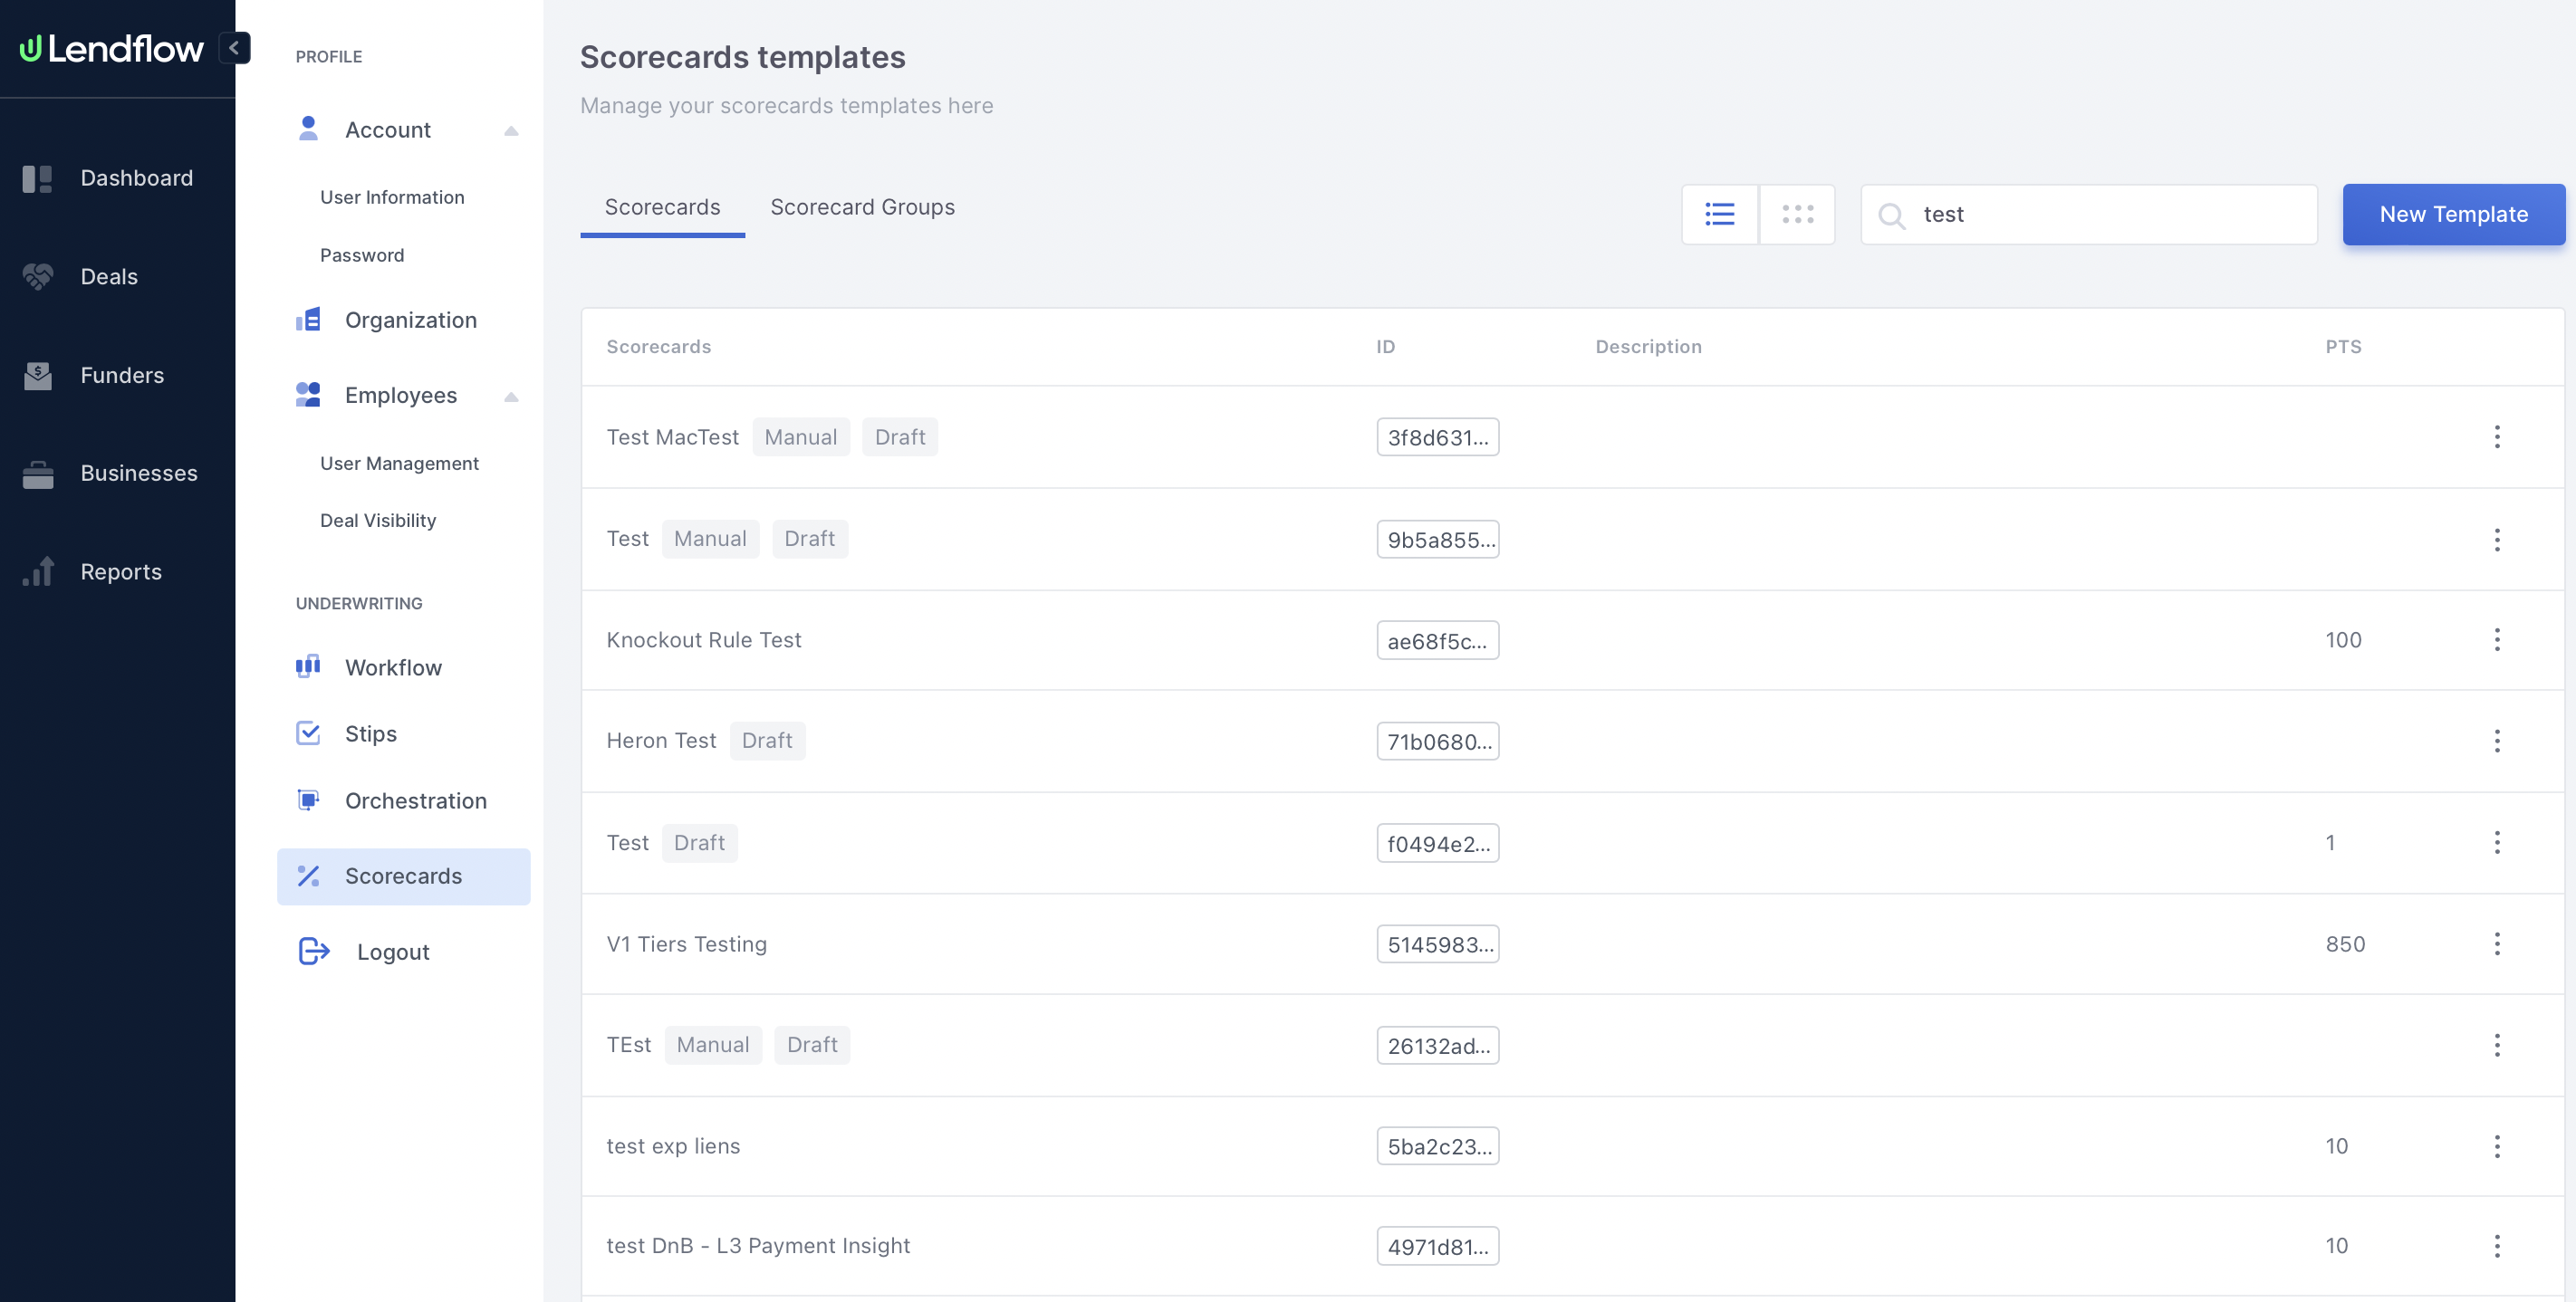 Lendflow
Dashboard
Deals
Funders
Businesses
Reports
PROFILE
Account
User Information
Password
Organization
Employees
User Management
Deal Visibility
UNDERWRITING
Workflow
Stips
Orchestration
Scorecards
Logout
Scorecards templates
Manage your scorecards templates here
Scorecards Scorecard Groups test New Template
Scorecards ID Description PTS
Test MacTest Manual Draft 3f8d631...
Test Manual Draft 9b5a855...
Knockout Rule Test ae68f5c... 100
Heron Test Draft 71b0680...
Test Draft f0494e2... 1
V1 Tiers Testing 5145983... 850
TEst Manual Draft 26132ad...
test exp liens 5ba2c23... 10
test DnB - L3 Payment Insight 4971d81... 10